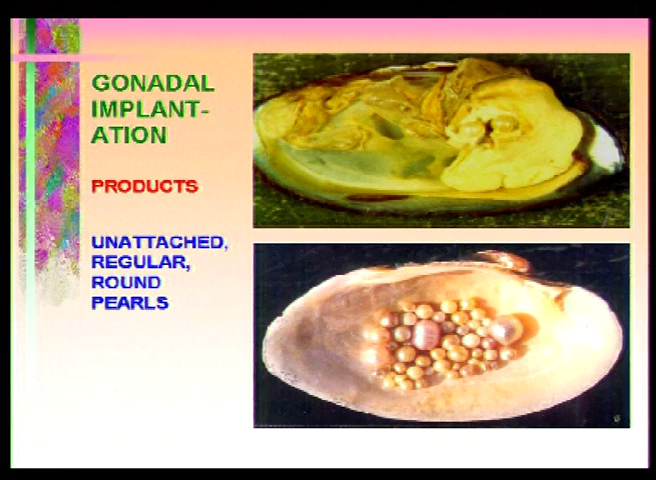 GONADAL
IMPLANT-
ATION
PRODUCTS
UNATTACHED,
REGULAR,
ROUND
PEARLS